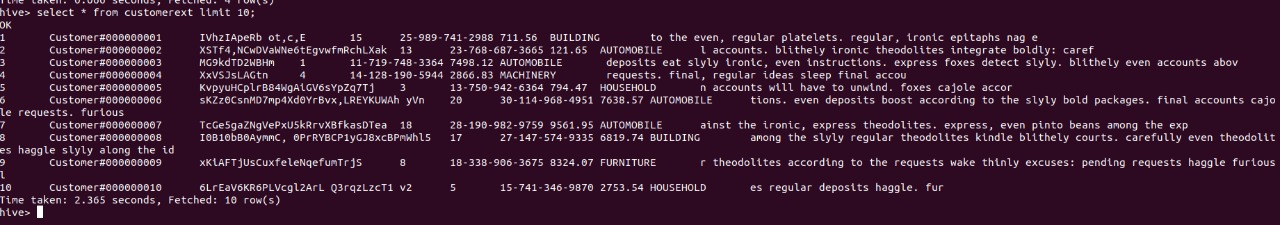 Time taken: 0.066 seconds, Fetched: 4 row(s)
hive> select * from customerext limit 10;
OK
1 Customer#000000001 IVhzIApeRb ot,c,E 15 25-989-741-2988 711.56 BUILDING to the even, regular platelets. regular, ironic epitaphs nag e
2 Customer#000000002 XSTf4,NCwDVaWNe6tEgvwfmRchLXak 13 23-768-687-3665 121.65 AUTOMOBILE l accounts. blithely ironic theodolites integrate boldly: caref
3 Customer#000000003 MG9kdTD2WBHm 1 11-719-748-3364 7498.12 AUTOMOBILE deposits eat slyly ironic, even instructions. express foxes detect slyly. blithely even accounts abov
4 Customer#000000004 XxVSJsLAGtn 4 14-128-190-5944 2866.83 MACHINERY requests. final, regular ideas sleep final accou
5 Customer#000000005 KvpyuHCplrB84WgAiGV6sYpZq7Tj 3 13-750-942-6364 794.47 HOUSEHOLD n accounts will have to unwind. foxes cajole accor
6 Customer#000000006 sKZz0CsnMD7mp4Xd0YrBvx,LREYKUWAh yVn 20 30-114-968-4951 7638.57 AUTOMOBILE tions. even deposits boost according to the slyly bold packages. final accounts cajo
le requests. furious
7 Customer#000000007 TcGe5gaZNgVePxU5kRrvXBfkasDTea 18 28-190-982-9759 9561.95 AUTOMOBILE ainst the ironic, express theodolites. express, even pinto beans among the exp
8 Customer#000000008 I0B10bB0AymmC, 0PrRYBCP1yGJ8xcBPmWhl5 17 27-147-574-9335 6819.74 BUILDING among the slyly regular theodolites kindle blithely courts. carefully even theodolit
es haggle slyly along the id
9 Customer#000000009 xKiAFTjUsCuxfeleNqefumTrjS 8 18-338-906-3675 8324.07 FURNITURE r theodolites according to the requests wake thinly excuses: pending requests haggle furious
l
10 Customer#000000010 6LrEaV6KR6PLVcgl2ArL Q3rqzLzcT1 v2 5 15-741-346-9870 2753.54 HOUSEHOLD es regular deposits haggle. fur
Time taken: 2.365 seconds, Fetched: 10 row(s)
hive>